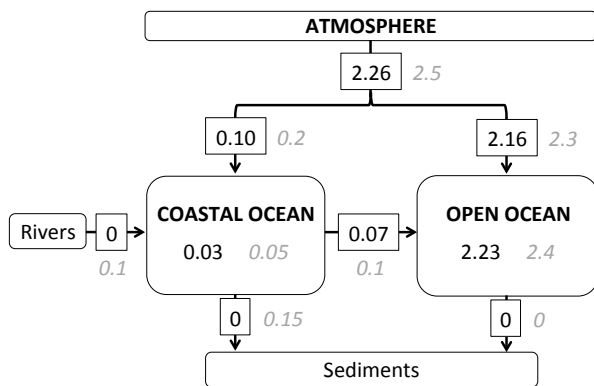 ATMOSPHERE
2.26 2.5
0.10 0.2 2.16 2.3
COASTAL OCEAN OPEN OCEAN
Rivers 0 0.03 0.05 0.07 2.23 2.4
0.1 0.1
0 0.15 0 0
Sediments